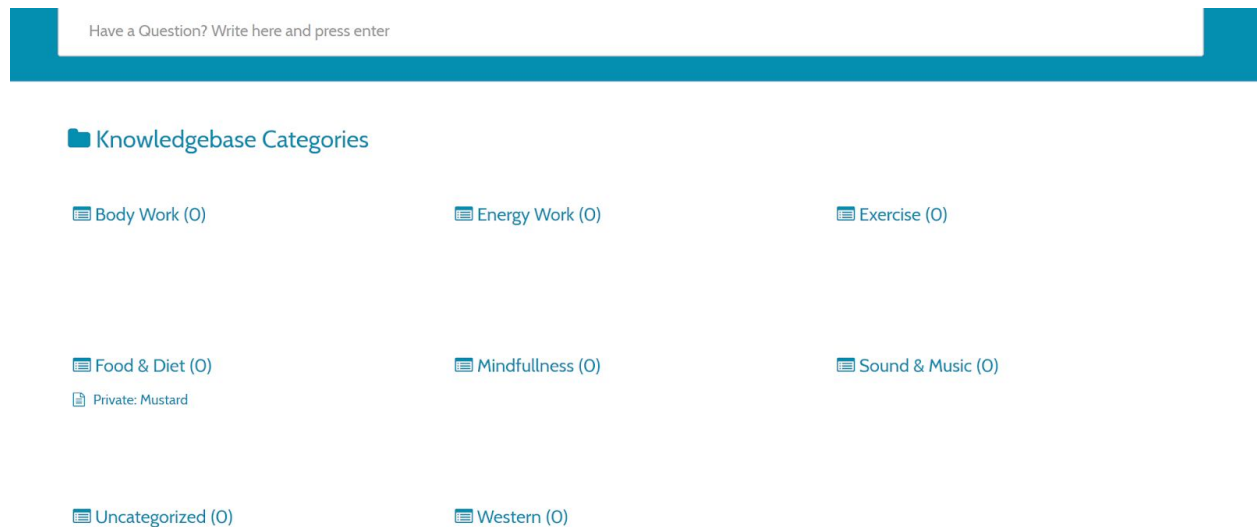 Have a Question? Write here and press enter
Knowledgebase Categories
Body Work (0)
Energy Work (0)
Exercise (0)
Food & Diet (0)
Mindfullness (0)
Sound & Music (0)
Private: Mustard
Uncategorized (0)
Western (0)